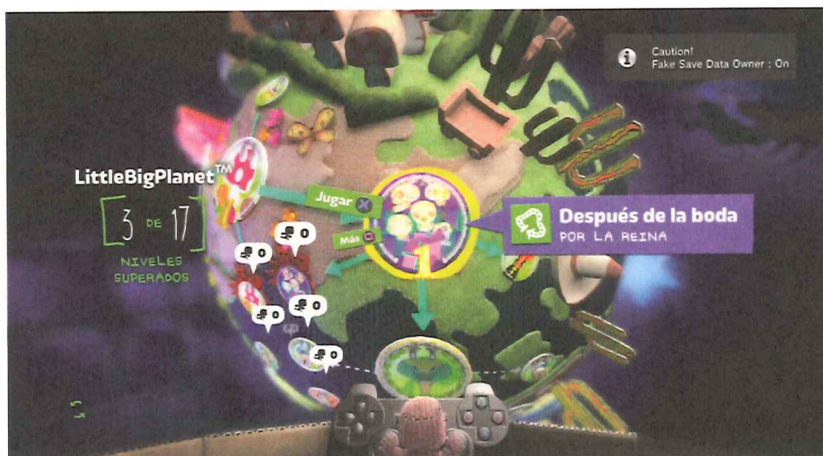 Caution!
Fake Save Data Owner : On
LittleBigPlanet™
3 DE 17
NIVELES
SUPERADOS
Jugar
Más
Después de la boda
POR LA REINA
0
0
0
0
0